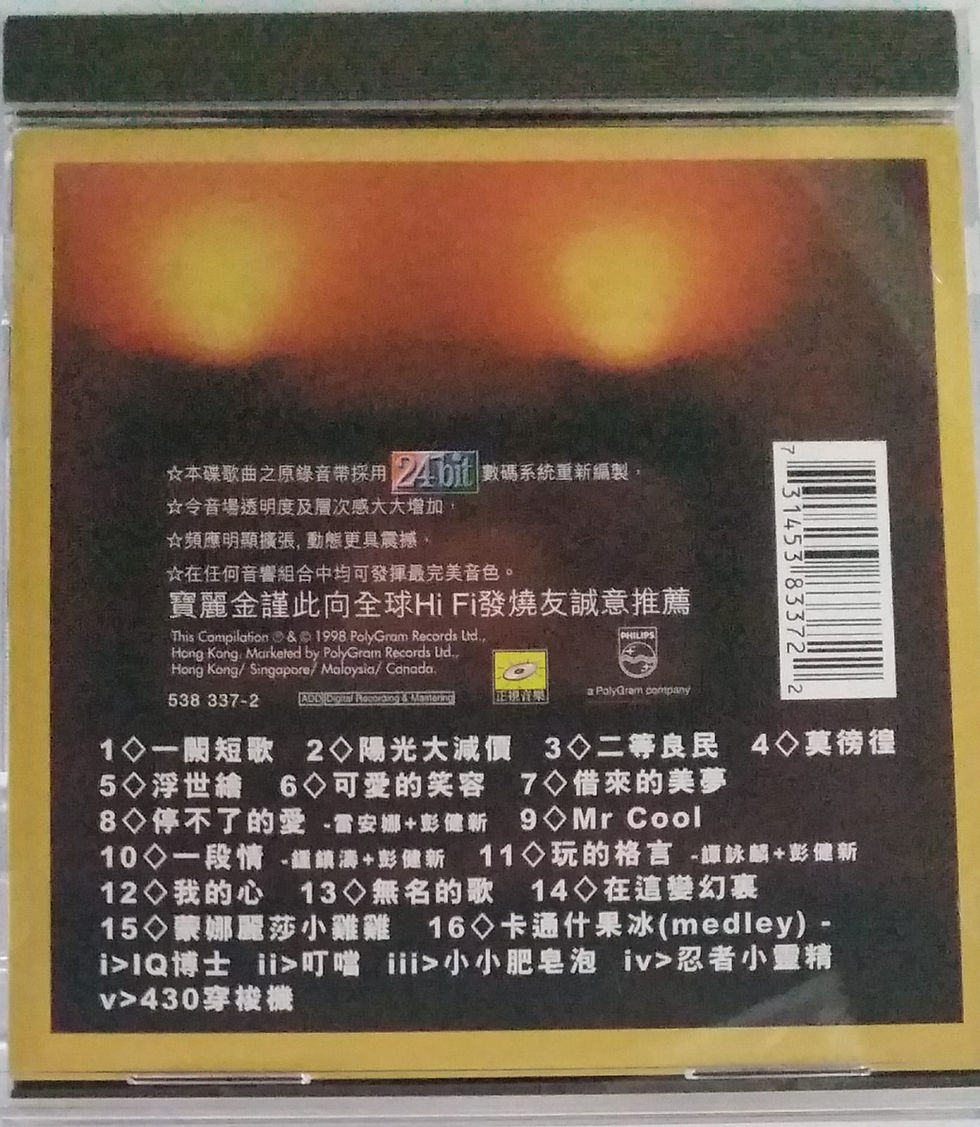 ☆本碟歌曲之原錄音帶採用 24bit 數碼系統重新編製，
☆令音場透明度及層次感大大增加，
☆頻應明顯擴張, 動態更具震撼，
☆在任何音響組合中均可發揮最完美音色。
寶麗金謹此向全球Hi Fi發燒友誠意推薦
This Compilation ℗ & © 1998 PolyGram Records Ltd.,
Hong Kong. Marketed by PolyGram Records Ltd.,
Hong Kong/ Singapore/ Malaysia/ Canada.
538 337-2
ADD Digital Recording & Mastering
正視音樂
PHILIPS
a PolyGram company
7 31453 83372 2
1◇一闋短歌 2◇陽光大減價 3◇二等良民 4◇莫徬徨
5◇浮世繪 6◇可愛的笑容 7◇借來的美夢
8◇停不了的愛 -雷安娜+彭健新 9◇Mr Cool
10◇一段情 -鍾鎮濤+彭健新 11◇玩的格言 -譚詠麟+彭健新
12◇我的心 13◇無名的歌 14◇在這變幻裏
15◇蒙娜麗莎小雞雞 16◇卡通什果冰(medley) -
i>IQ博士 ii>叮噹 iii>小小肥皂泡 iv>忍者小靈精
v>430穿梭機